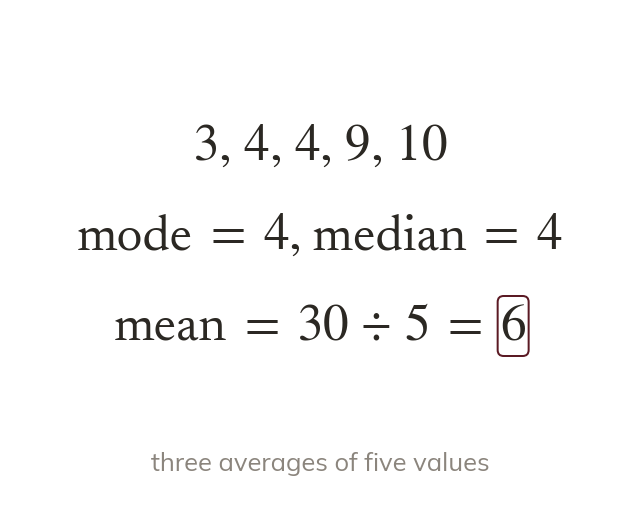 3, 4, 4, 9, 10
mode = 4, median = 4
mean = 30 ÷ 5 = 6
three averages of five values